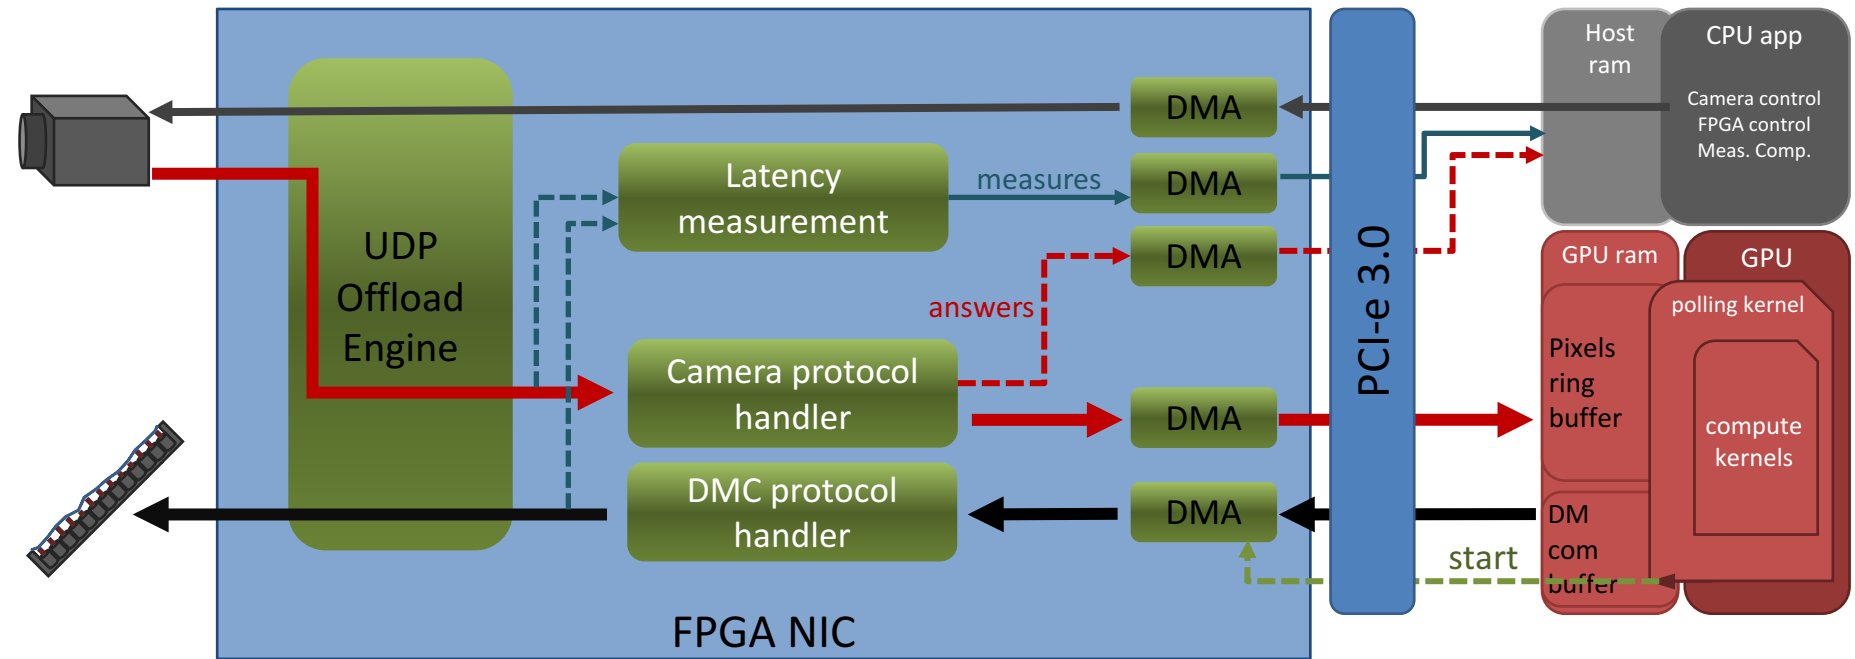 Host
ram
CPU app
Camera control
FPGA control
Meas. Comp.
DMA
Latency
measurement
measures
DMA
UDP
Offload
Engine
DMA
answers
PCI-e 3.0
GPU ram
GPU
polling kernel
Camera protocol
handler
DMA
Pixels
ring
buffer
compute
kernels
DMC protocol
handler
DMA
DM
com
buffer
start
FPGA NIC